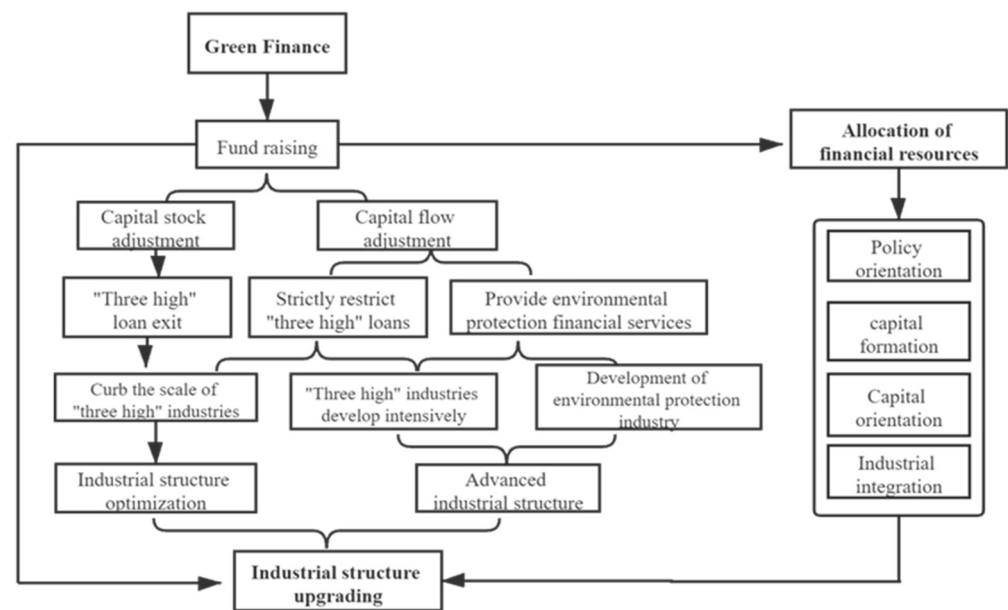 Green Finance
Fund raising
Allocation of
financial resources
Capital stock
adjustment
Capital flow
adjustment
Policy
orientation
"Three high"
loan exit
Strictly restrict
"three high" loans
Provide environmental
protection financial services
capital
formation
Curb the scale of
"three high" industries
"Three high" industries
develop intensively
Development of
environmental protection
industry
Capital
orientation
Industrial structure
optimization
Advanced
industrial structure
Industrial
integration
Industrial structure
upgrading